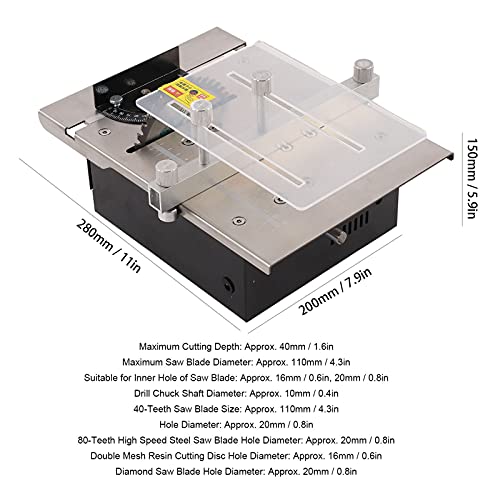 150mm / 5.9in
280mm / 11in
200mm / 7.9in
Maximum Cutting Depth: Approx. 40mm / 1.6in
Maximum Saw Blade Diameter: Approx. 110mm / 4.3in
Suitable for Inner Hole of Saw Blade: Approx. 16mm / 0.6in, 20mm / 0.8in
Drill Chuck Shaft Diameter: Approx. 10mm / 0.4in
40-Teeth Saw Blade Size: Approx. 110mm / 4.3in
Hole Diameter: Approx. 20mm / 0.8in
80-Teeth High Speed Steel Saw Blade Hole Diameter: Approx. 20mm / 0.8in
Double Mesh Resin Cutting Disc Hole Diameter: Approx. 16mm / 0.6in
Diamond Saw Blade Hole Diameter: Approx. 20mm / 0.8in